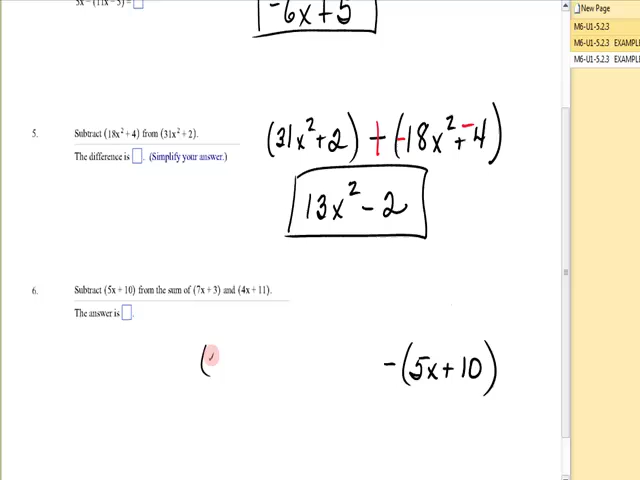 5x − (11x − 5) =
-6x + 5
5. Subtract (18x² + 4) from (31x² + 2).
The difference is . (Simplify your answer.)
(31x² + 2) + (-18x² + -4)
13x² - 2
6. Subtract (5x + 10) from the sum of (7x + 3) and (4x + 11).
The answer is .
( -(5x + 10)
New Page
M6-U1-5.2.3
M6-U1-5.2.3 EXAMPLE
M6-U1-5.2.3 EXAMPLE